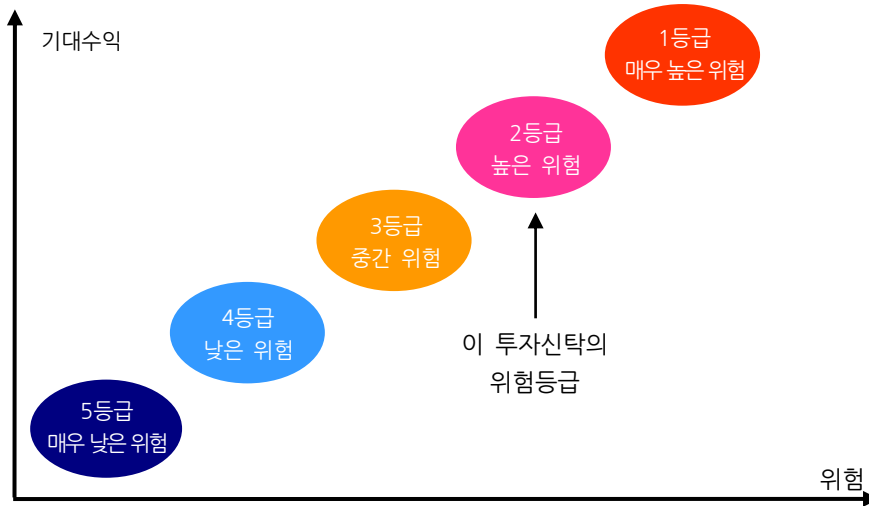 기대수익
1등급
매우 높은 위험
2등급
높은 위험
3등급
중간 위험
4등급
낮은 위험
이 투자신탁의
위험등급
5등급
매우 낮은 위험
위험